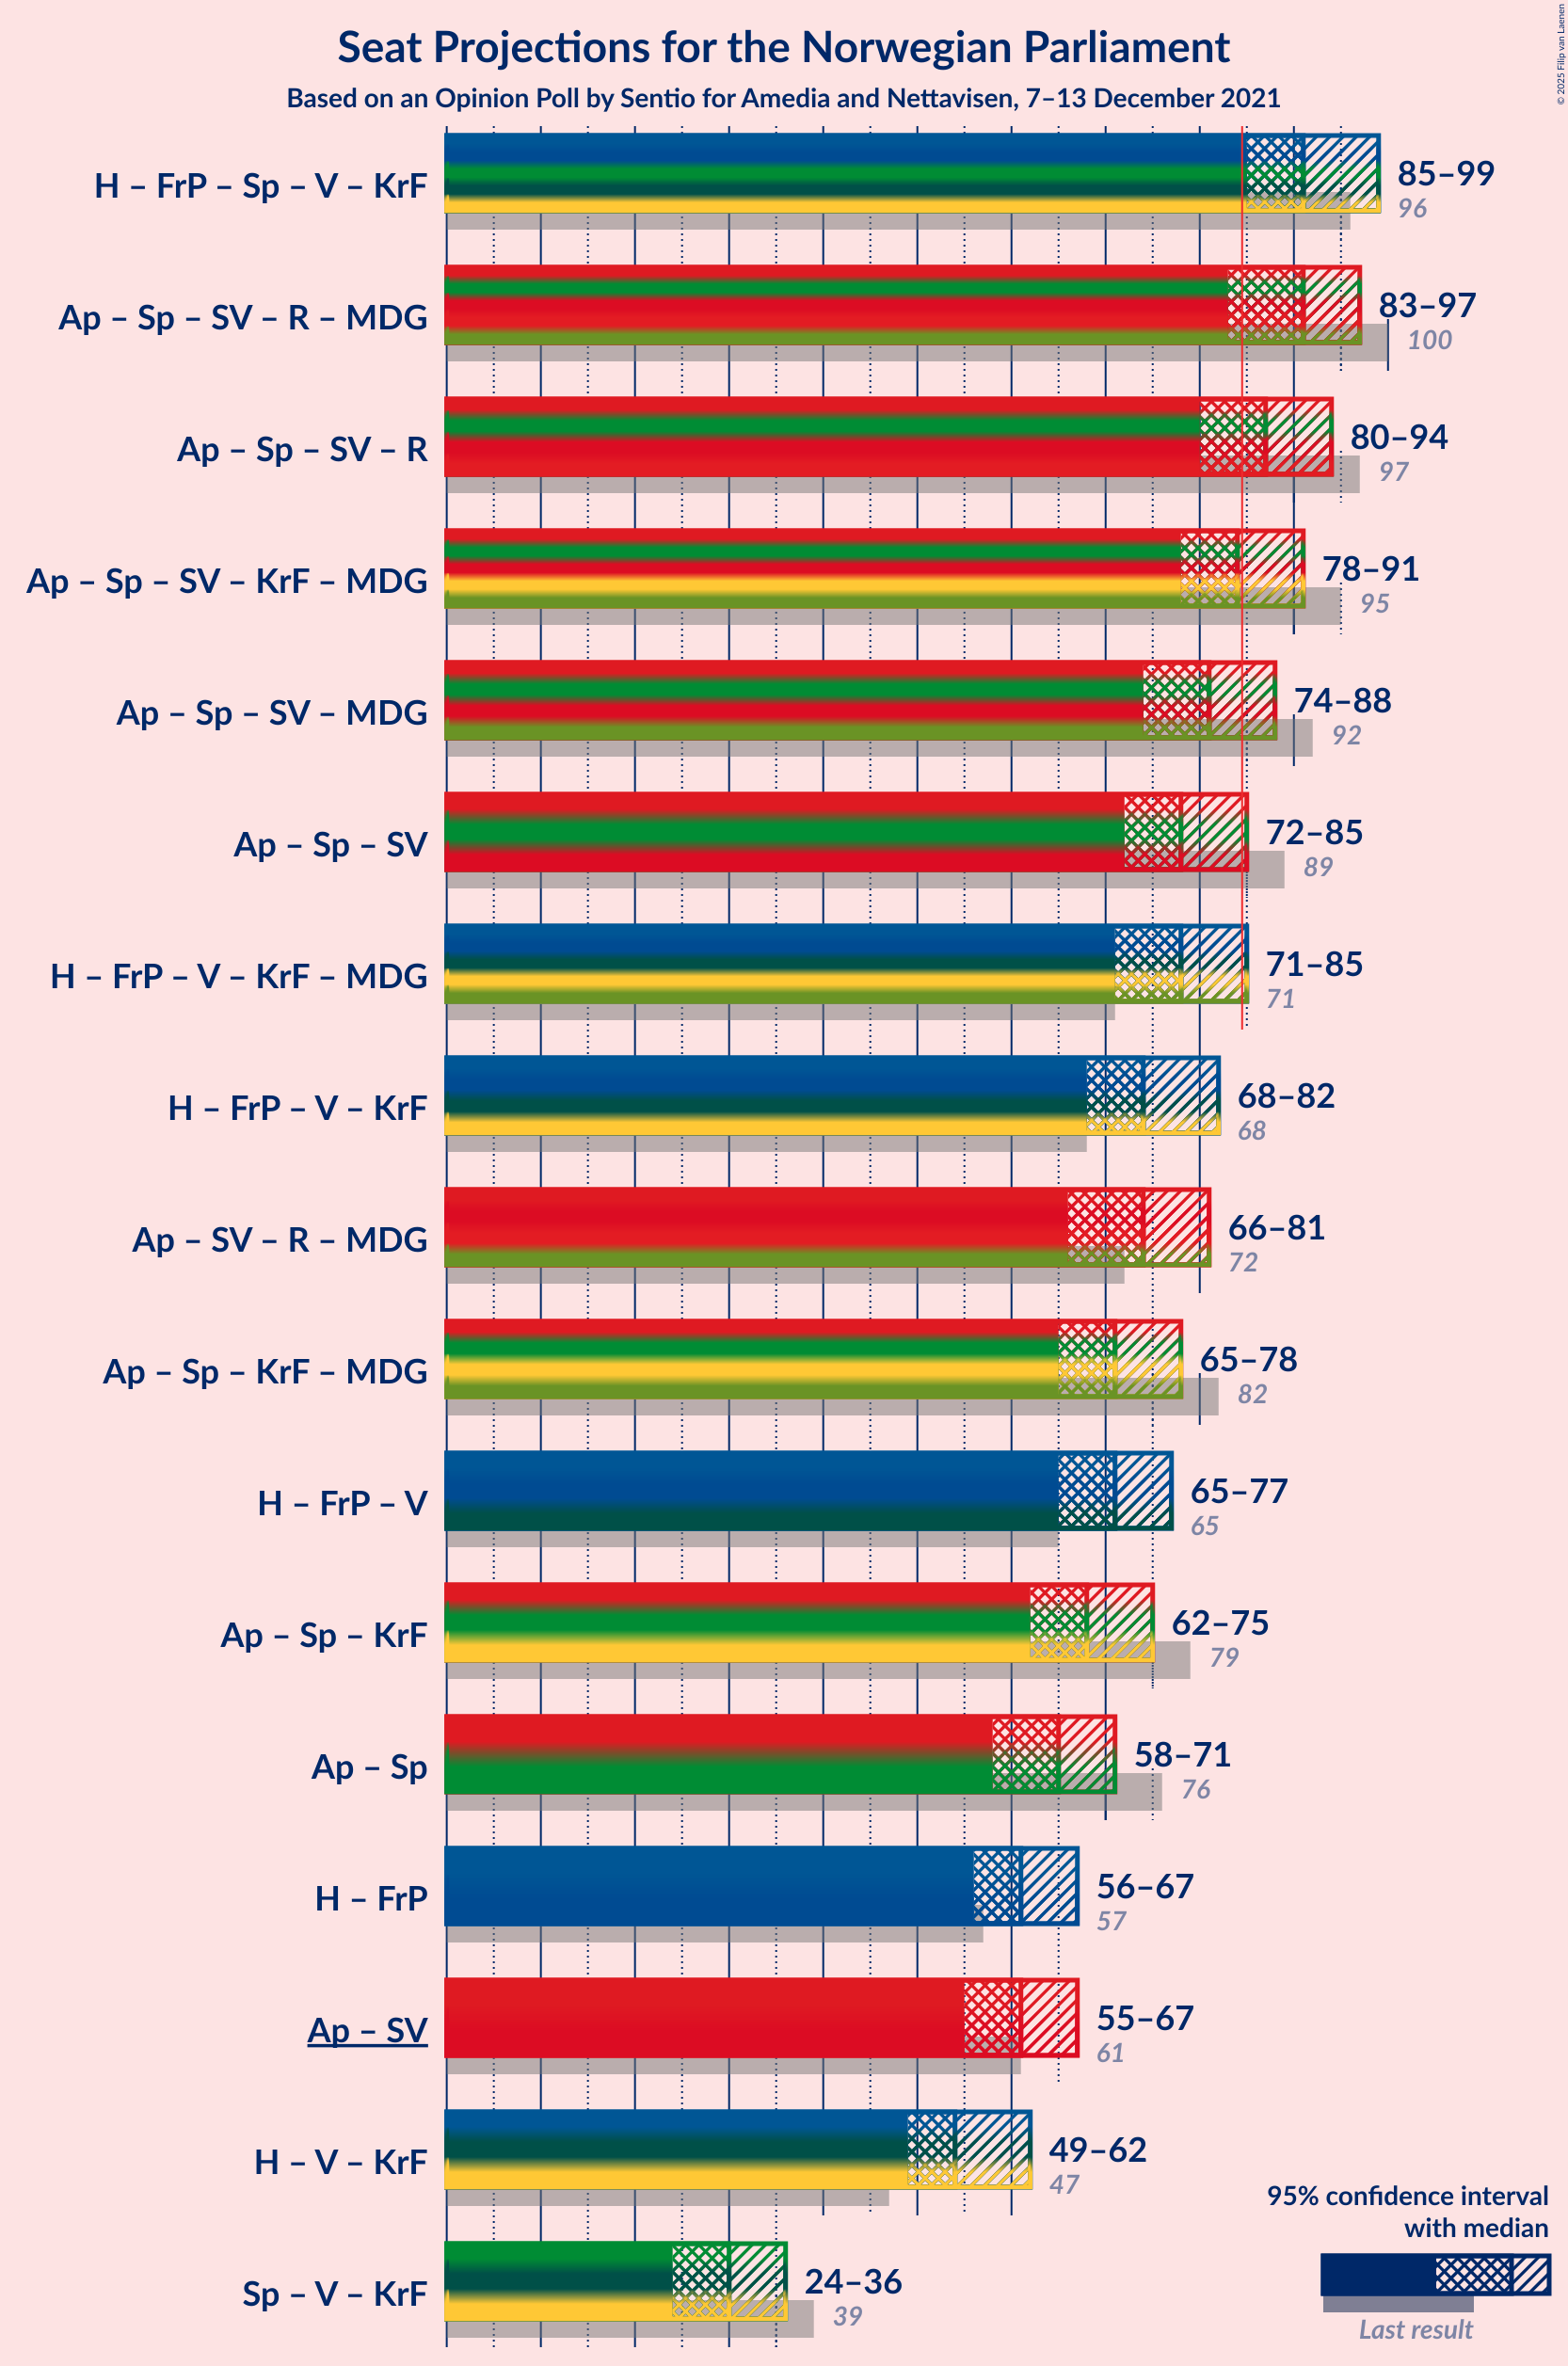 Seat Projections for the Norwegian Parliament
Based on an Opinion Poll by Sentio for Amedia and Nettavisen, 7–13 December 2021
© 2025 Filip van Laenen
H – FrP – Sp – V – KrF
85–99
96
Ap – Sp – SV – R – MDG
83–97
100
Ap – Sp – SV – R
80–94
97
Ap – Sp – SV – KrF – MDG
78–91
95
Ap – Sp – SV – MDG
74–88
92
Ap – Sp – SV
72–85
89
H – FrP – V – KrF – MDG
71–85
71
H – FrP – V – KrF
68–82
68
Ap – SV – R – MDG
66–81
72
Ap – Sp – KrF – MDG
65–78
82
H – FrP – V
65–77
65
Ap – Sp – KrF
62–75
79
Ap – Sp
58–71
76
H – FrP
56–67
57
Ap – SV
55–67
61
H – V – KrF
49–62
47
Sp – V – KrF
24–36
39
95% confidence interval
with median
Last result